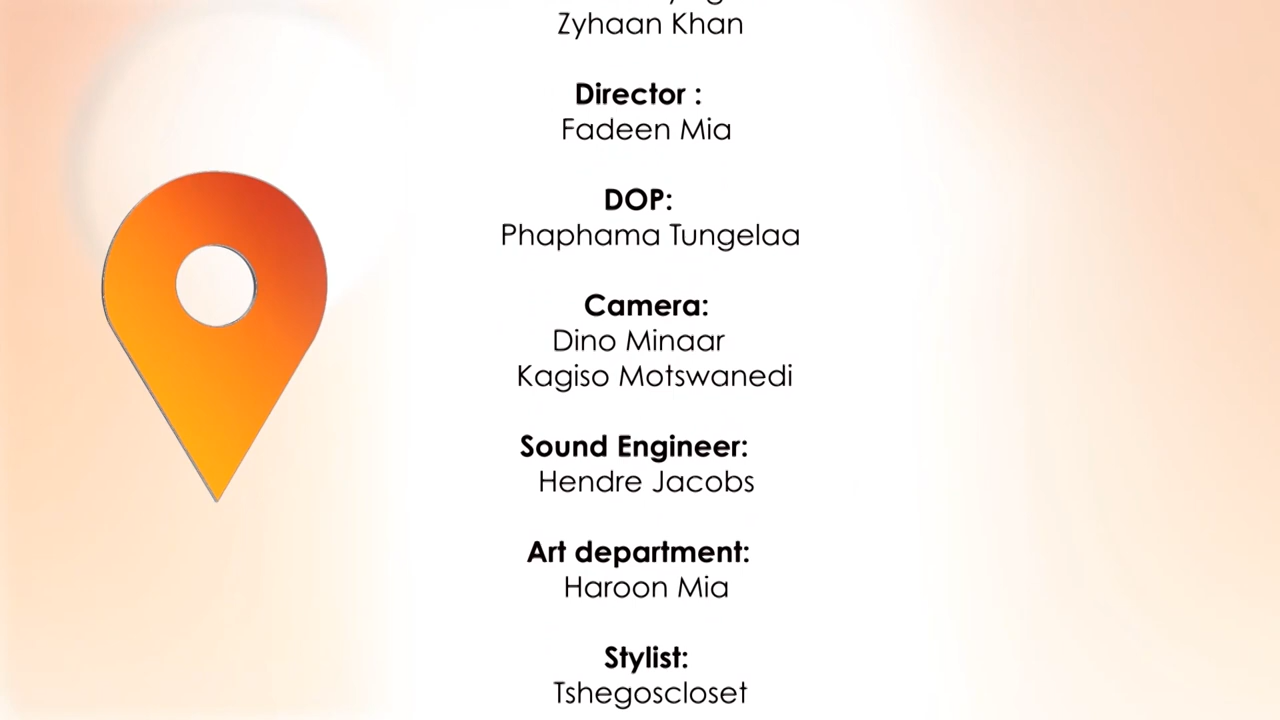 Zyhaan Khan
Director :
Fadeen Mia
DOP:
Phaphama Tungelaa
Camera:
Dino Minaar
Kagiso Motswanedi
Sound Engineer:
Hendre Jacobs
Art department:
Haroon Mia
Stylist:
Tshegoscloset